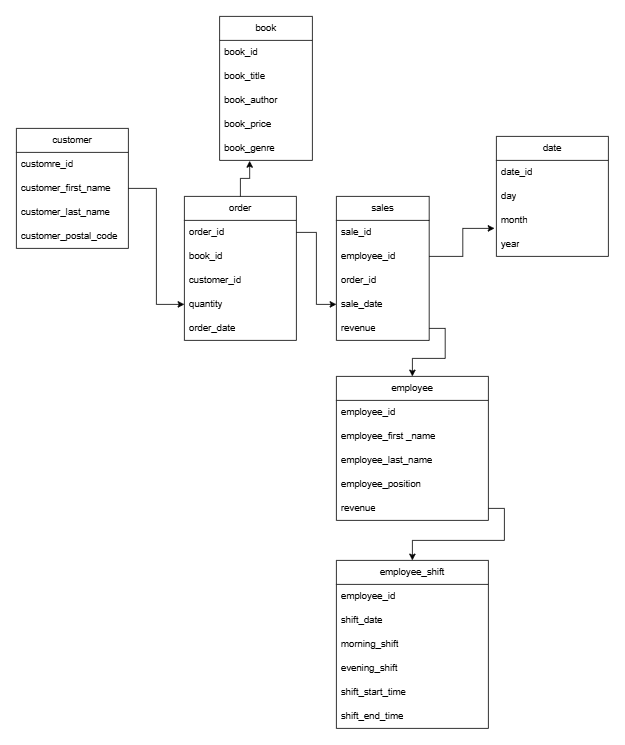 book
book_id
book_title
book_author
book_price
book_genre
customer
customre_id
customer_first_name
customer_last_name
customer_postal_code
date
date_id
day
month
year
order
order_id
book_id
customer_id
quantity
order_date
sales
sale_id
employee_id
order_id
sale_date
revenue
employee
employee_id
employee_first _name
employee_last_name
employee_position
revenue
employee_shift
employee_id
shift_date
morning_shift
evening_shift
shift_start_time
shift_end_time